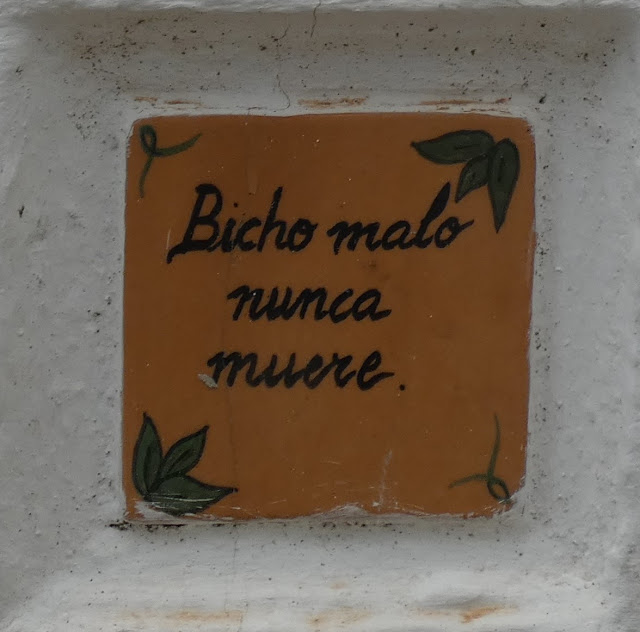 Bicho malo
nunca
muere.